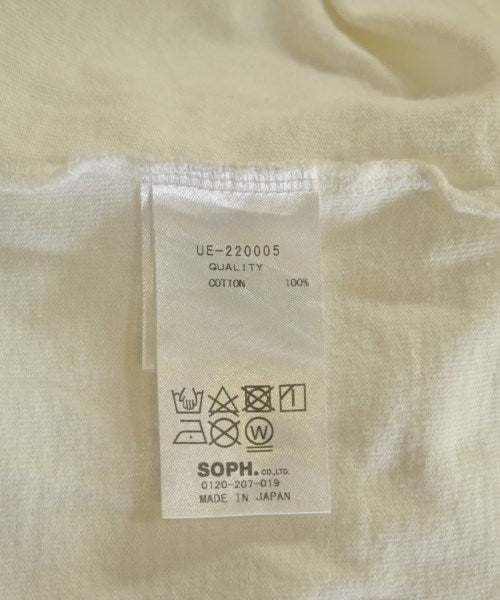 UE-220005
QUALITY
COTTON 100%
W
SOPH. CO.,LTD.
0120-207-019
MADE IN JAPAN